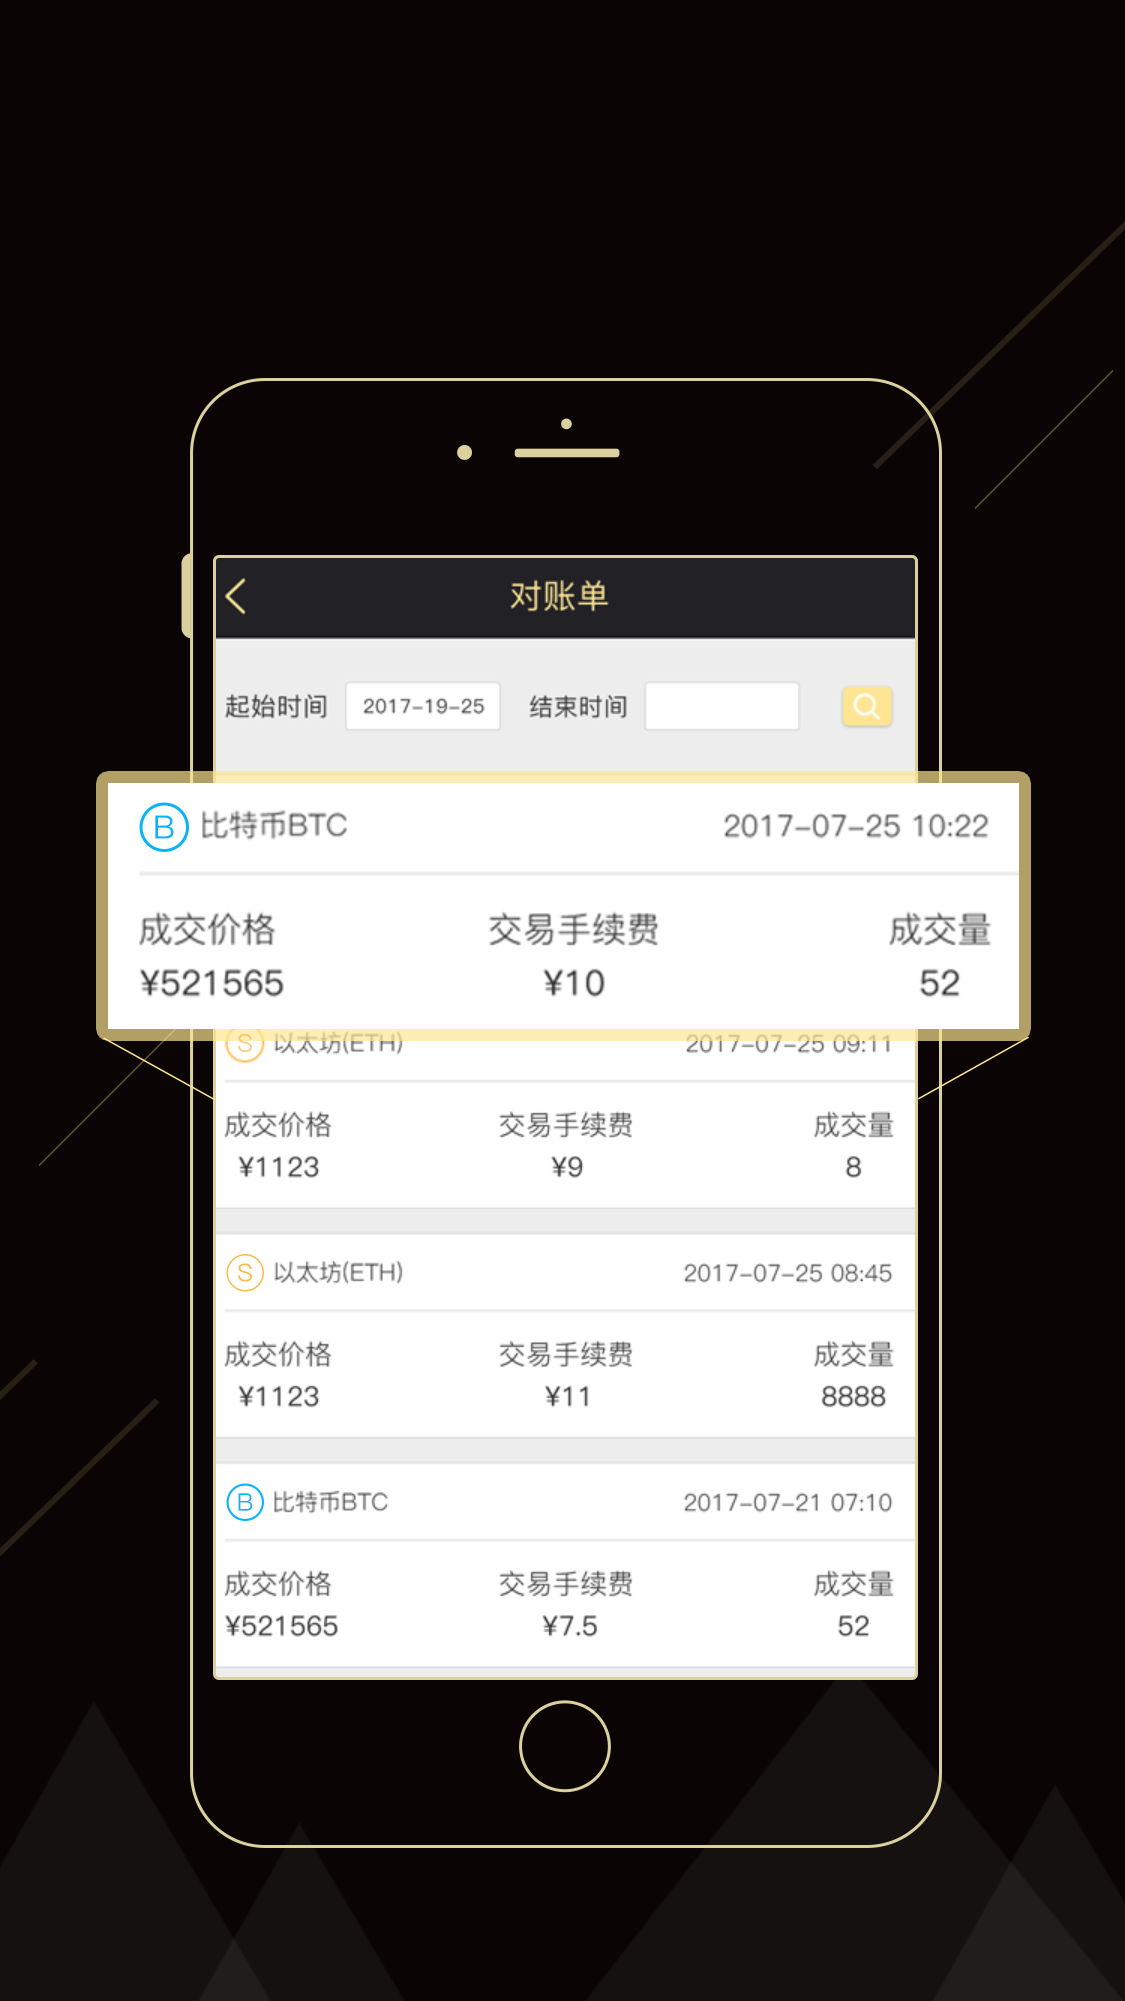 对账单
起始时间 2017-19-25 结束时间
B 比特币BTC 2017-07-25 10:22
成交价格 交易手续费 成交量
¥521565 ¥10 52
S 以太坊(ETH) 2017-07-25 09:11
成交价格 交易手续费 成交量
¥1123 ¥9 8
S 以太坊(ETH) 2017-07-25 08:45
成交价格 交易手续费 成交量
¥1123 ¥11 8888
B 比特币BTC 2017-07-21 07:10
成交价格 交易手续费 成交量
¥521565 ¥7.5 52